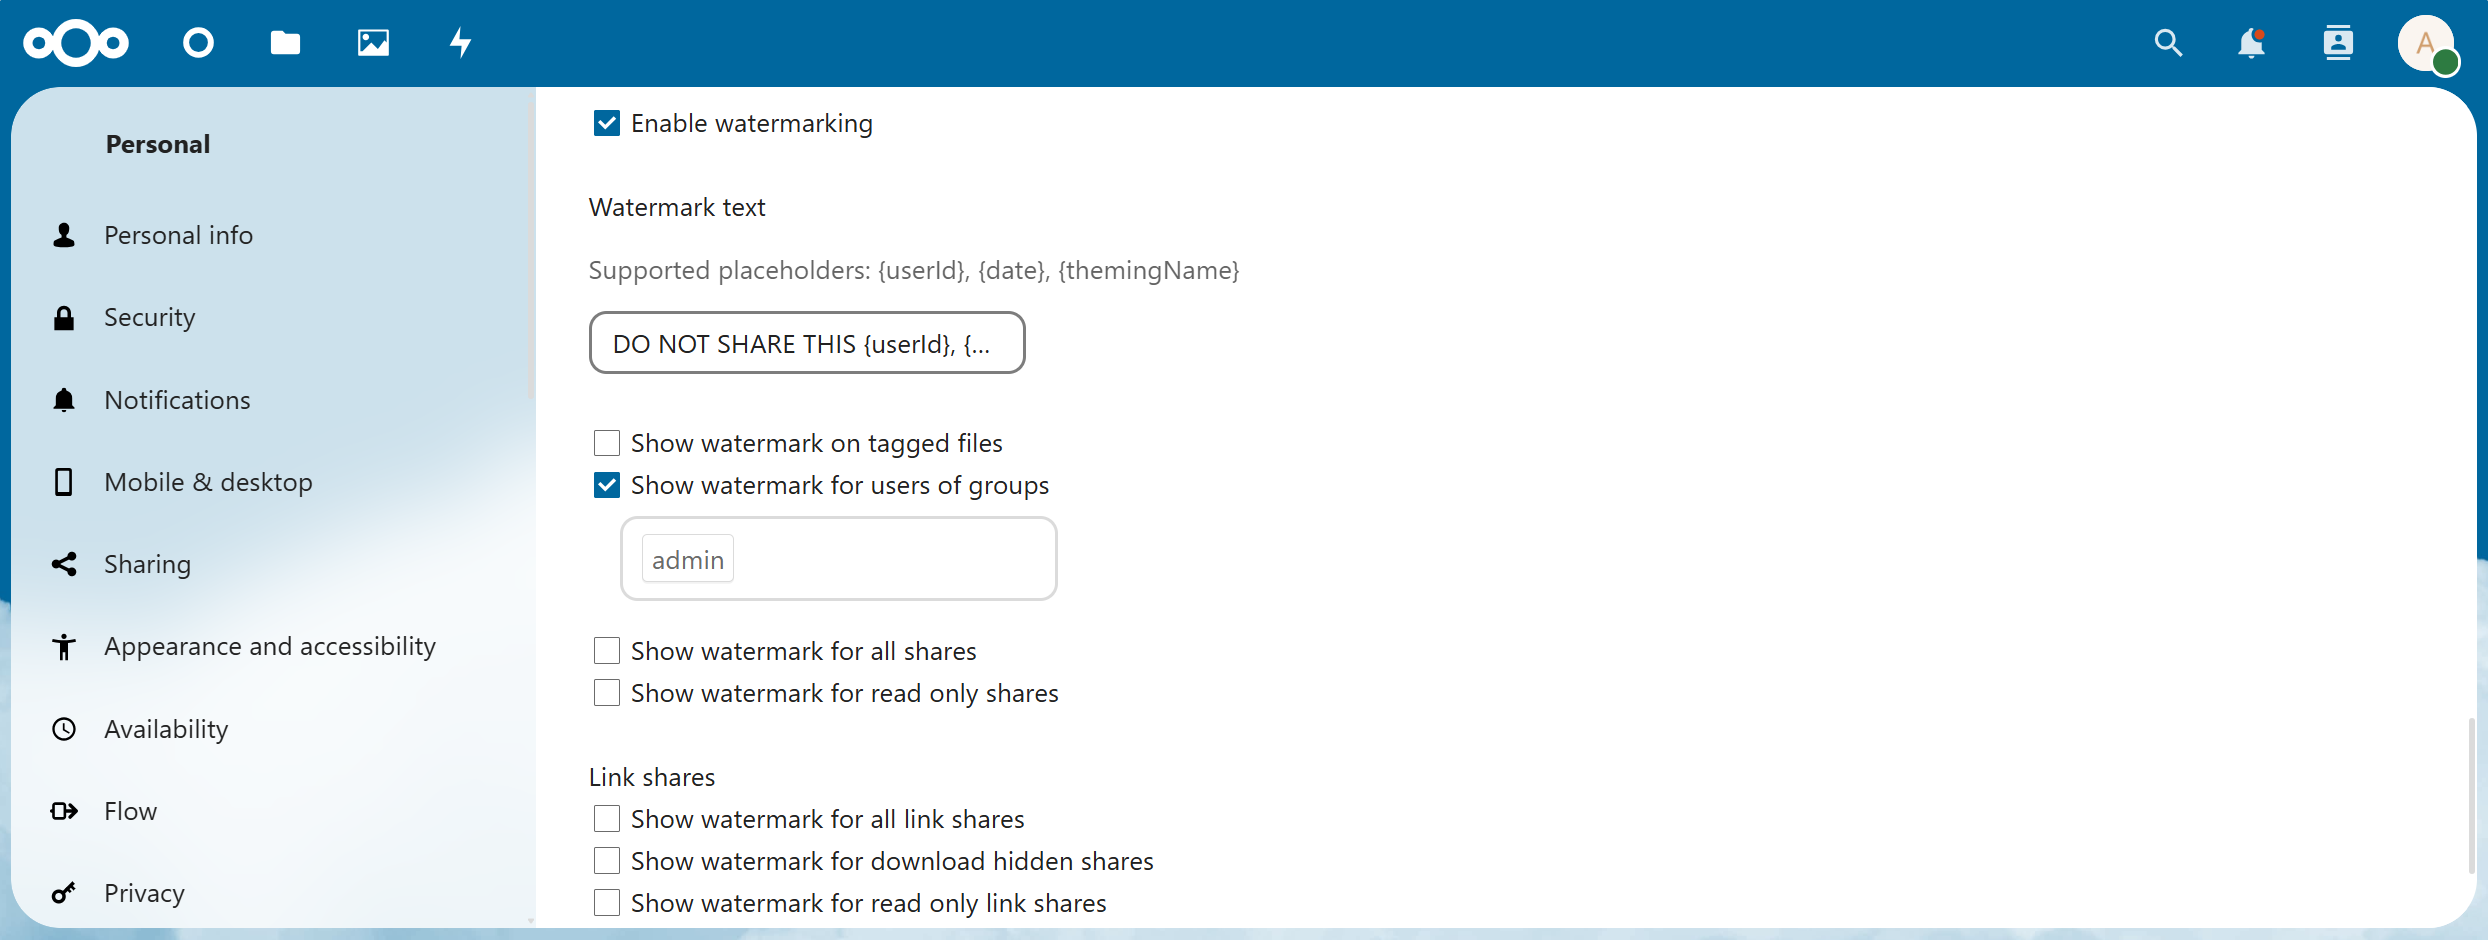 A
Personal
Personal info
Security
Notifications
Mobile & desktop
Sharing
Appearance and accessibility
Availability
Flow
Privacy
Enable watermarking
Watermark text
Supported placeholders: {userId}, {date}, {themingName}
DO NOT SHARE THIS {userId}, {...
Show watermark on tagged files
Show watermark for users of groups
admin
Show watermark for all shares
Show watermark for read only shares
Link shares
Show watermark for all link shares
Show watermark for download hidden shares
Show watermark for read only link shares